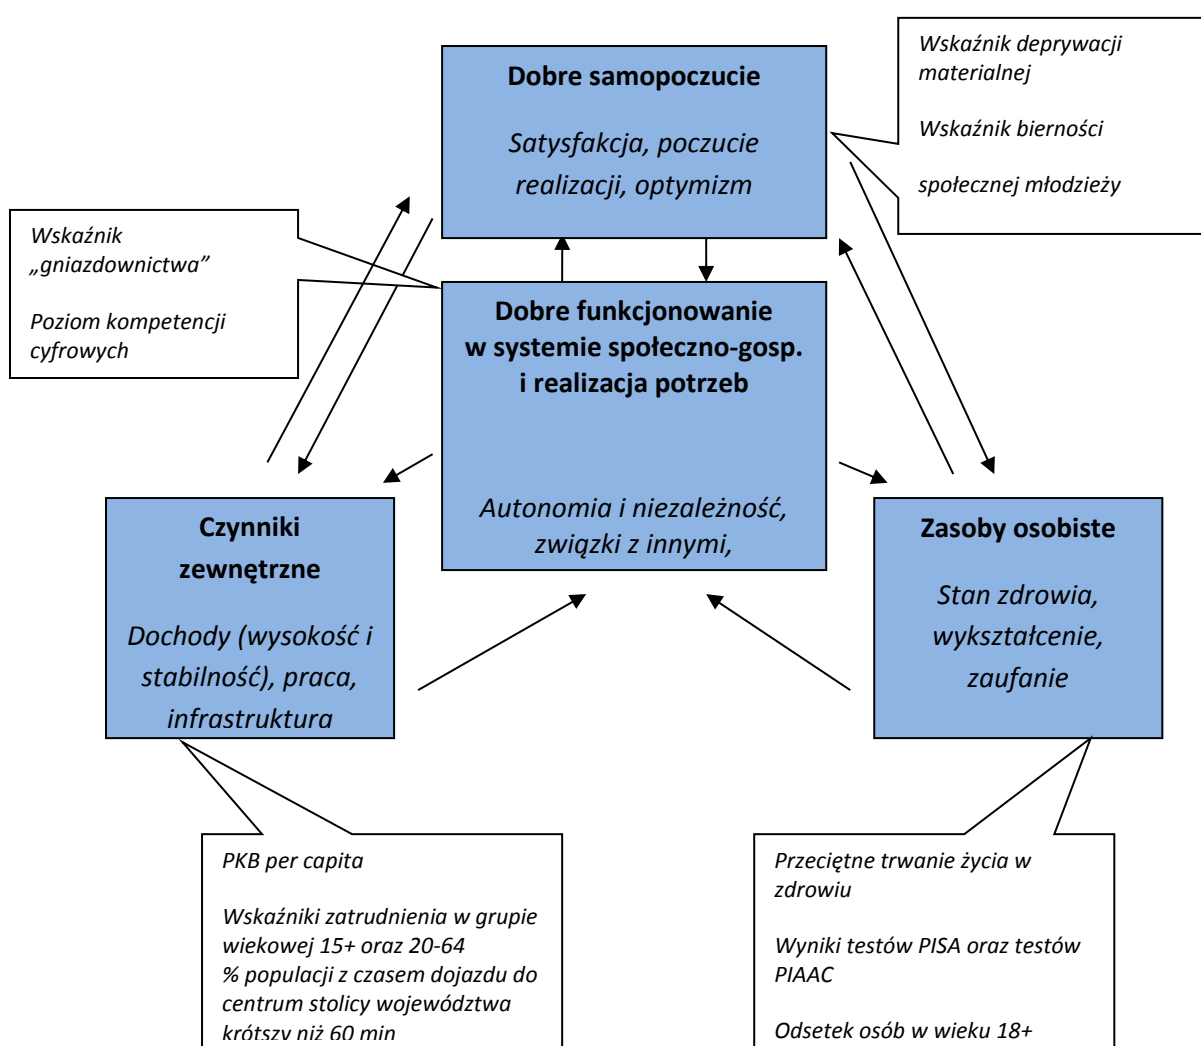 Dobre samopoczucie
Satysfakcja, poczucie
realizacji, optymizm
Wskaźnik deprywacji
materialnej
Wskaźnik bierności
społecznej młodzieży
Wskaźnik
„gniazdownictwa”
Poziom kompetencji
cyfrowych
Dobre funkcjonowanie
w systemie społeczno-gosp.
i realizacja potrzeb
Autonomia i niezależność,
związki z innymi,
Czynniki
zewnętrzne
Dochody (wysokość i
stabilność), praca,
infrastruktura
Zasoby osobiste
Stan zdrowia,
wykształcenie,
zaufanie
PKB per capita
Wskaźniki zatrudnienia w grupie
wiekowej 15+ oraz 20-64
% populacji z czasem dojazdu do
centrum stolicy województwa
krótszy niż 60 min
Przeciętne trwanie życia w
zdrowiu
Wyniki testów PISA oraz testów
PIAAC
Odsetek osób w wieku 18+